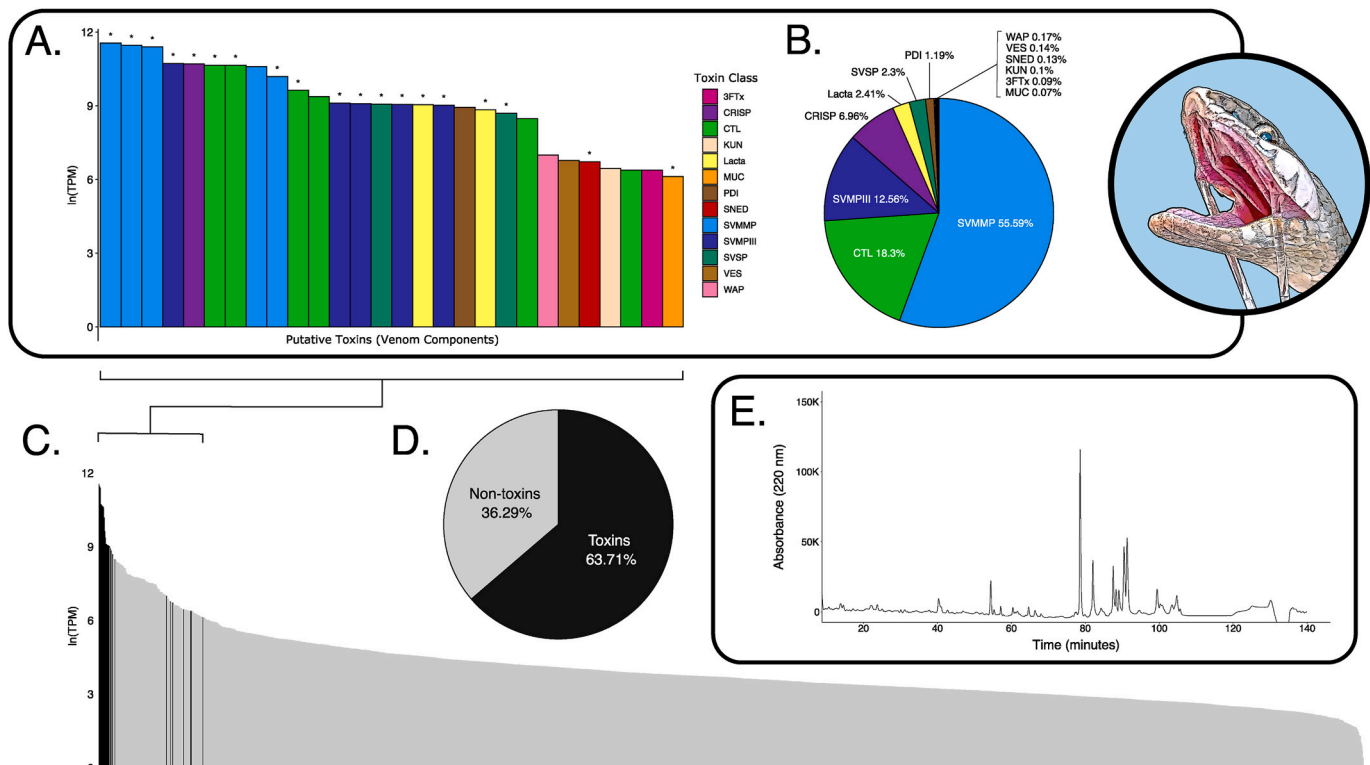 A.
12
9
6
3
0
ln(TPM)
* * * * * * * * * * * * * * * * * * * * *
Putative Toxins (Venom Components)
Toxin Class
3FTx
CRISP
CTL
KUN
Lacta
MUC
PDI
SNED
SVMMP
SVMPIII
SVSP
VES
WAP
B.
WAP 0.17%
VES 0.14%
SNED 0.13%
KUN 0.1%
3FTx 0.09%
MUC 0.07%
PDI 1.19%
SVSP 2.3%
Lacta 2.41%
CRISP 6.96%
SVMPIII 12.56%
CTL 18.3%
SVMMP 55.59%
C.
12
9
6
3
ln(TPM)
D.
Non-toxins
36.29%
Toxins
63.71%
E.
150K
100K
50K
0
Absorbance (220 nm)
20 40 60 80 100 120 140
Time (minutes)